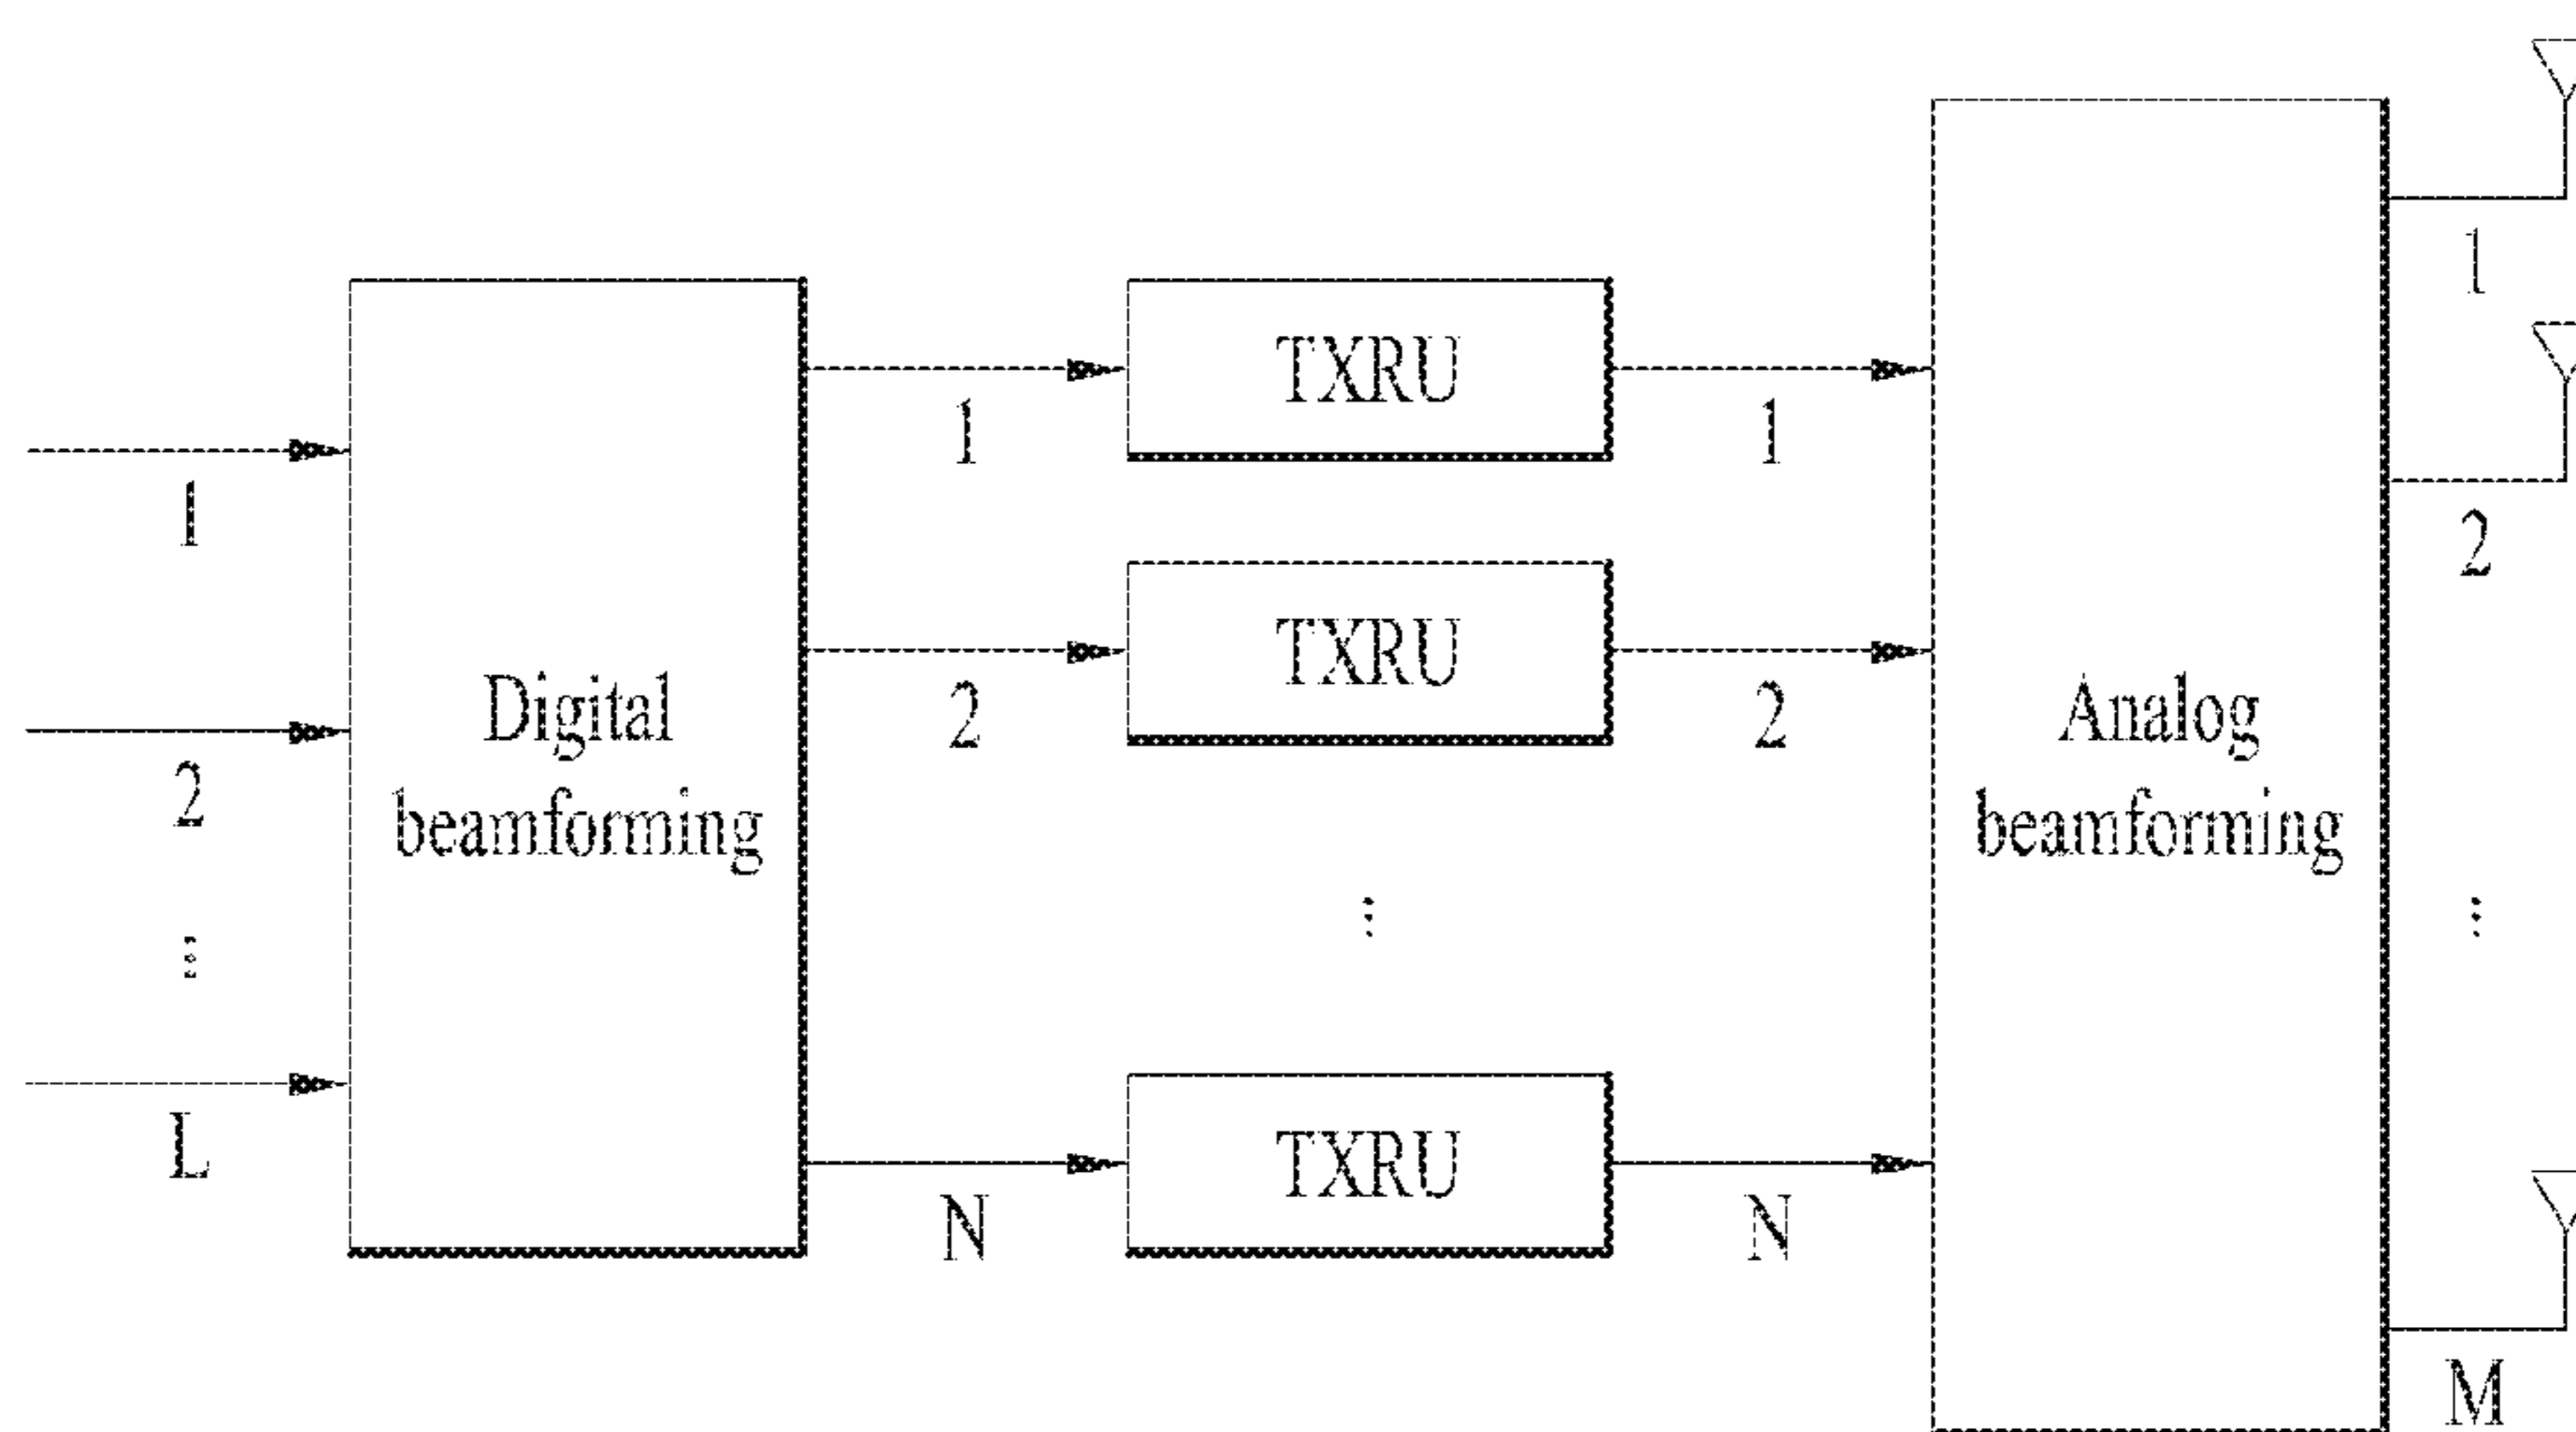 1
2
⋮
L
Digital
beamforming
1
2
N
TXRU
TXRU
⋮
TXRU
1
2
N
Analog
beamforming
1
2
⋮
M